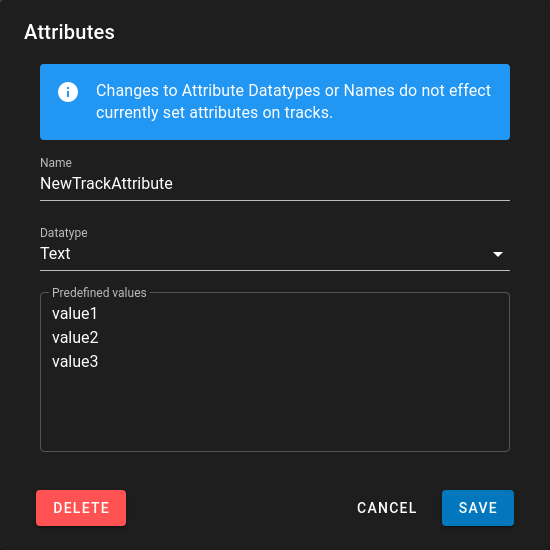 Attributes
Changes to Attribute Datatypes or Names do not effect
currently set attributes on tracks.
Name
NewTrackAttribute
Datatype
Text
Predefined values
value1
value2
value3
DELETE
CANCEL
SAVE